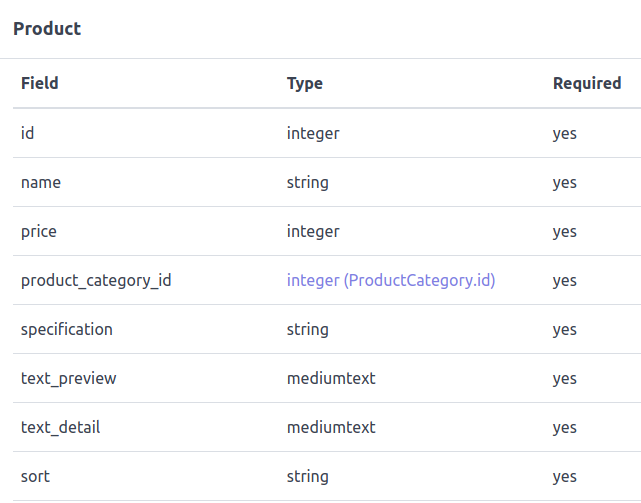 Product
Field Type Required
id integer yes
name string yes
price integer yes
product_category_id integer (ProductCategory.id) yes
specification string yes
text_preview mediumtext yes
text_detail mediumtext yes
sort string yes